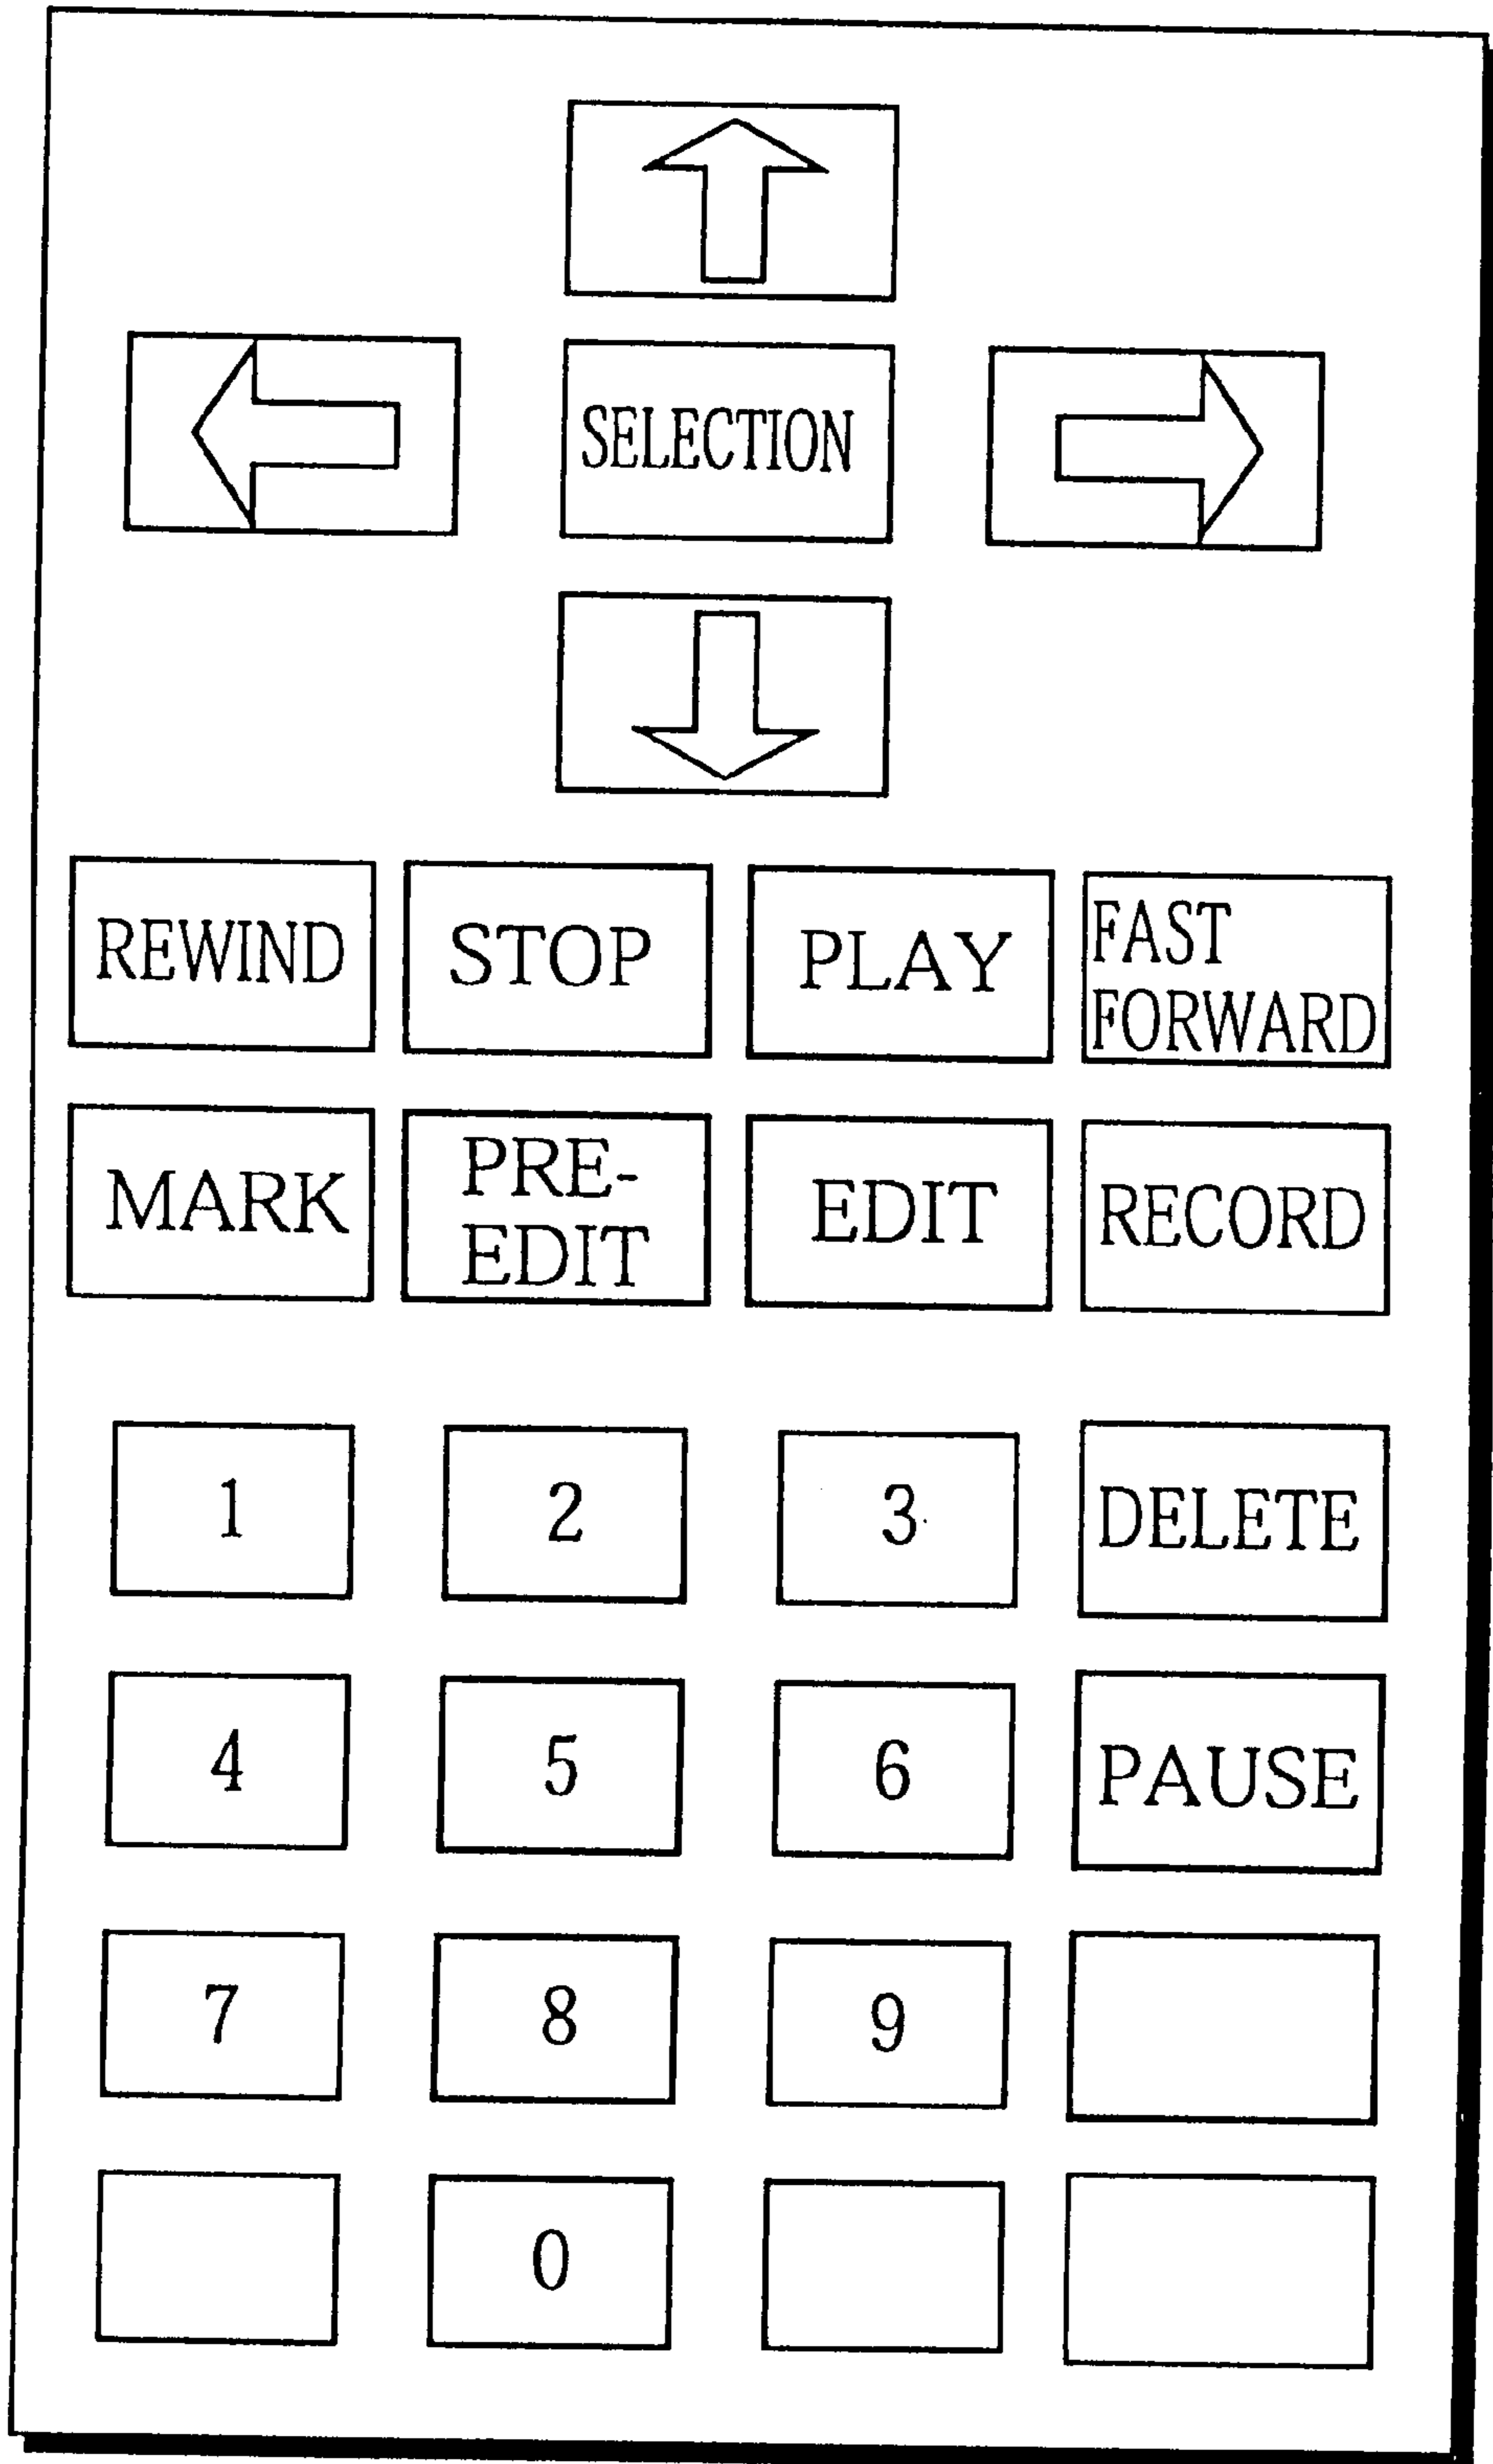 SELECTION
REWIND STOP PLAY FAST FORWARD
MARK PRE-EDIT EDIT RECORD
1 2 3 DELETE
4 5 6 PAUSE
7 8 9
0